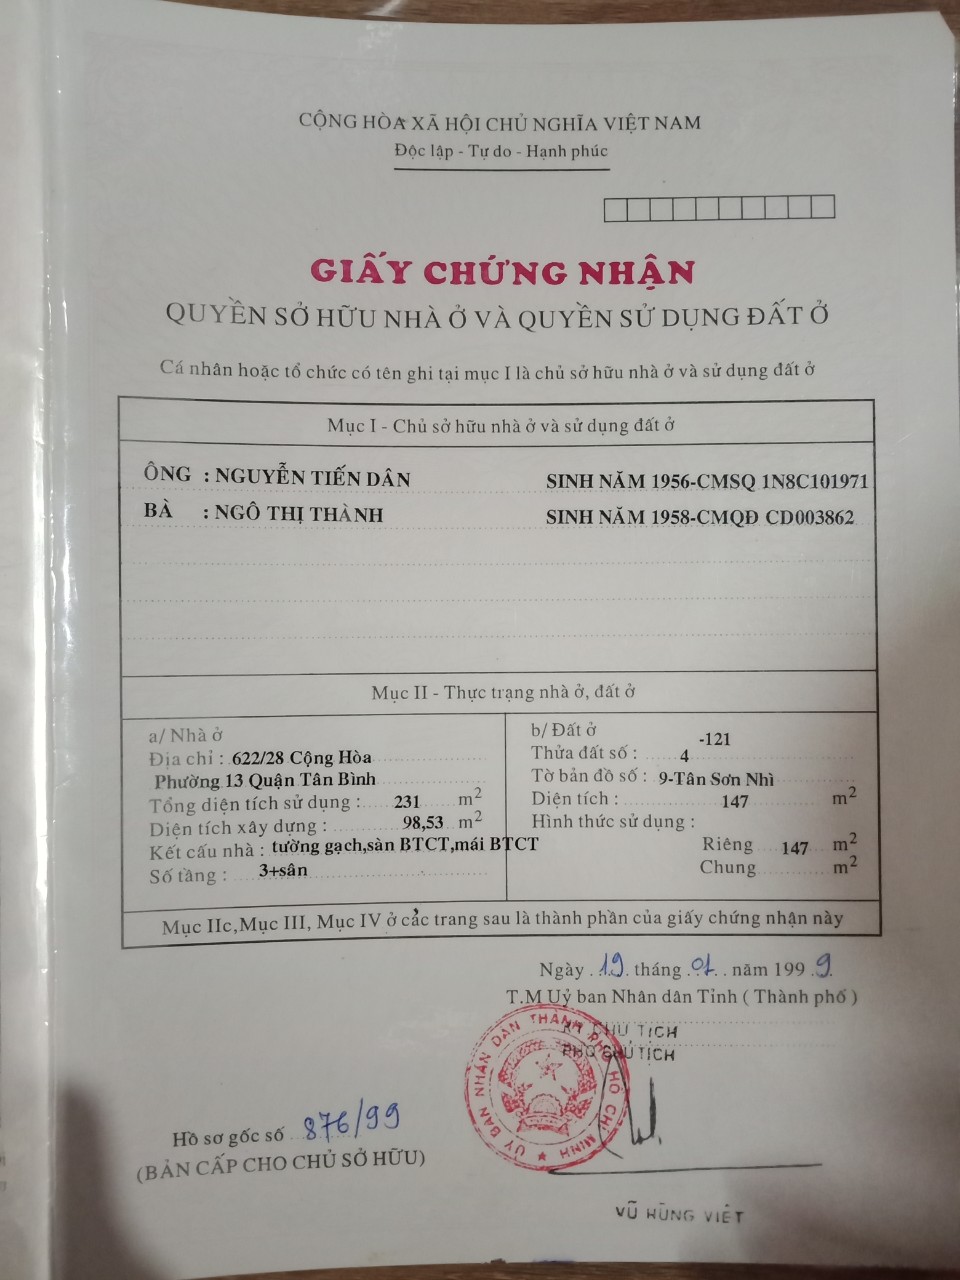 CỘNG HÒA XÃ HỘI CHỦ NGHĨA VIỆT NAM
Độc lập - Tự do - Hạnh phúc
GIẤY CHỨNG NHẬN
QUYỀN SỞ HỮU NHÀ Ở VÀ QUYỀN SỬ DỤNG ĐẤT Ở
Cá nhân hoặc tổ chức có tên ghi tại mục I là chủ sở hữu nhà ở và sử dụng đất ở
Mục I - Chủ sở hữu nhà ở và sử dụng đất ở
ÔNG : NGUYỄN TIẾN DÂN SINH NĂM 1956-CMSQ 1N8C101971
BÀ : NGÔ THỊ THÀNH SINH NĂM 1958-CMQĐ CD003862
Mục II - Thực trạng nhà ở, đất ở
a/ Nhà ở
Địa chỉ : 622/28 Cộng Hòa
Phường 13 Quận Tân Bình
Tổng diện tích sử dụng : 231 m2
Diện tích xây dựng : 98,53 m2
Kết cấu nhà : tường gạch,sàn BTCT,mái BTCT
Số tầng : 3+sân
b/ Đất ở
-121
Thửa đất số : 4
Tờ bản đồ số : 9-Tân Sơn Nhì
Diện tích : 147 m2
Hình thức sử dụng :
Riêng 147 m2
Chung m2
Mục IIc,Mục III, Mục IV ở các trang sau là thành phần của giấy chứng nhận này
Ngày 19 tháng 01 năm 1999
T.M Uỷ ban Nhân dân Tỉnh ( Thành phố )
KT CHỦ TỊCH
PHÓ CHỦ TỊCH
ỦY BAN NHÂN DÂN THÀNH PHỐ HỒ CHÍ MINH
Hồ sơ gốc số 876/99
(BẢN CẤP CHO CHỦ SỞ HỮU)
VŨ HÙNG VIỆT